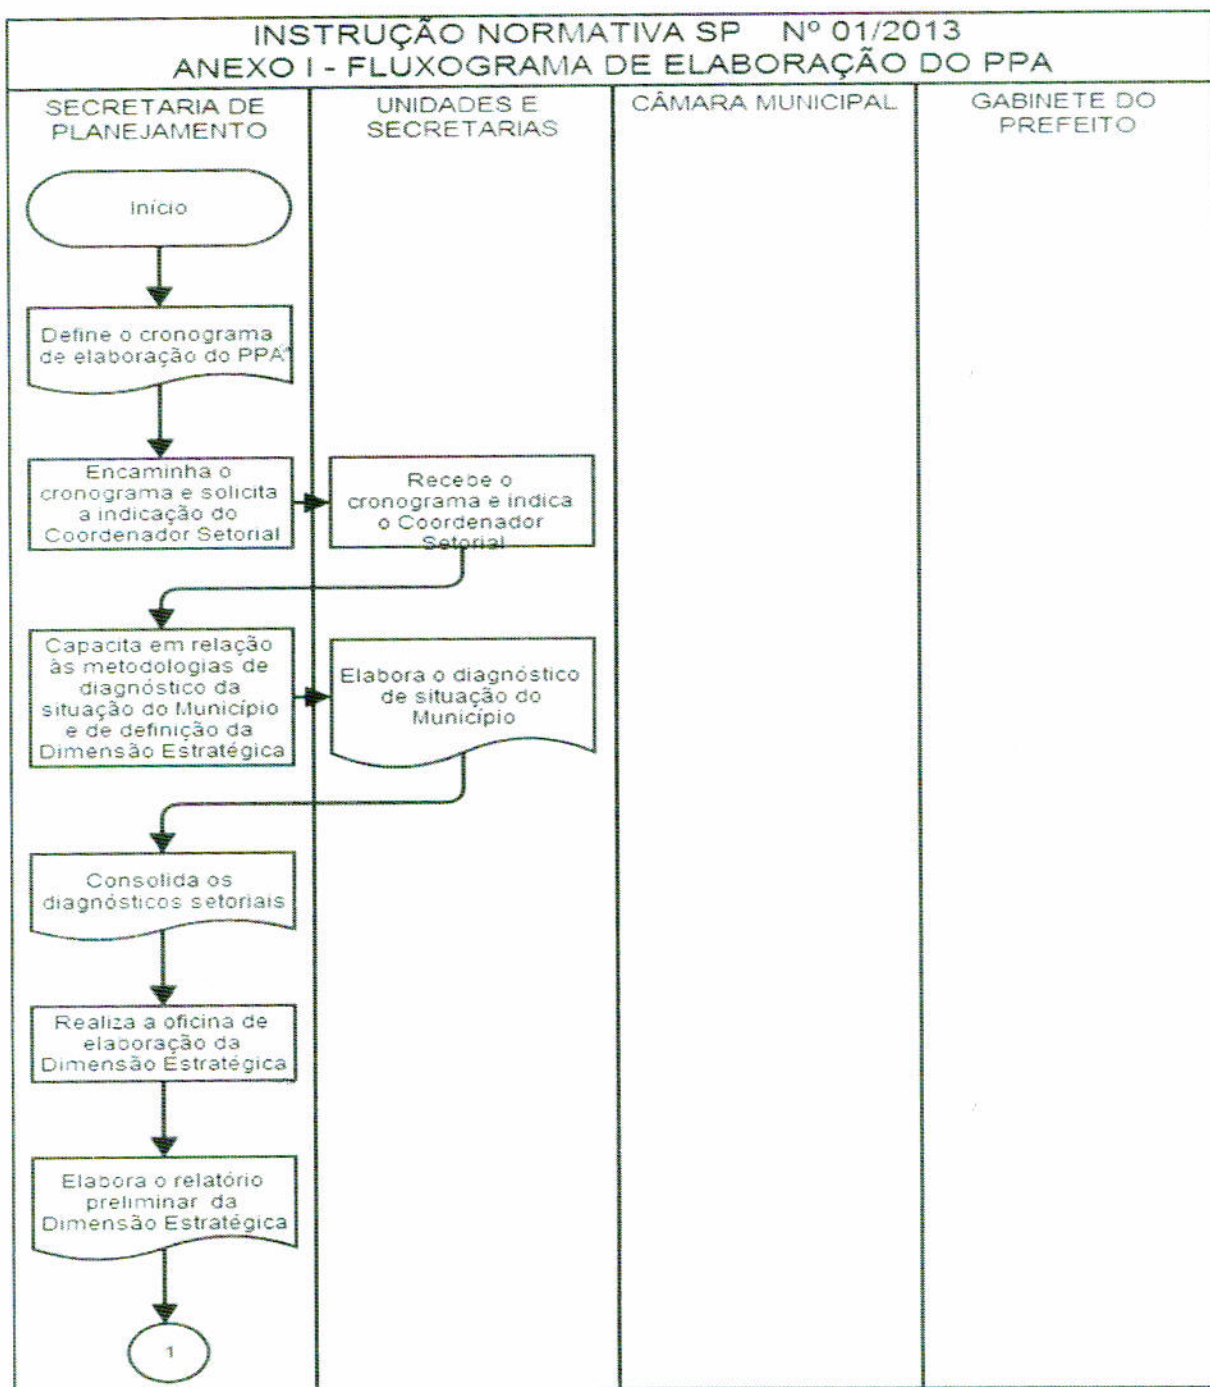 INSTRUÇÃO NORMATIVA SP Nº 01/2013
ANEXO I - FLUXOGRAMA DE ELABORAÇÃO DO PPA
SECRETARIA DE
PLANEJAMENTO
UNIDADES E
SECRETARIAS
CÂMARA MUNICIPAL
GABINETE DO
PREFEITO
Início
Define o cronograma
de elaboração do PPA
Encaminha o
cronograma e solicita
a indicação do
Coordenador Setorial
Recebe o
cronograma e indica
o Coordenador
Setorial
Capacita em relação
às metodologias de
diagnóstico da
situação do Município
e de definição da
Dimensão Estratégica
Elabora o diagnóstico
de situação do
Município
Consolida os
diagnósticos setoriais
Realiza a oficina de
elaboração da
Dimensão Estratégica
Elabora o relatório
preliminar da
Dimensão Estratégica
1